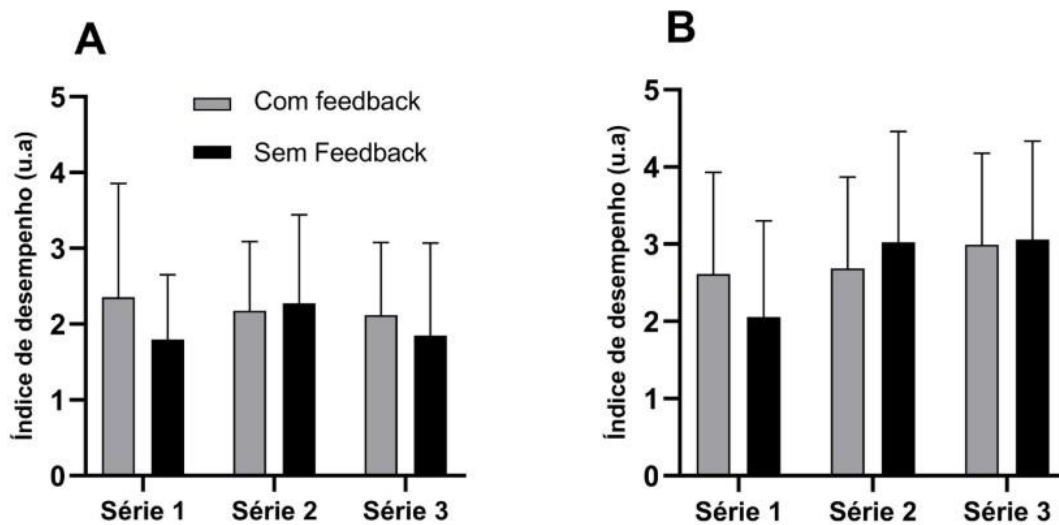 A
Índice de desempenho (u.a)
5
4
3
2
1
0
Com feedback
Sem Feedback
Série 1 Série 2 Série 3
B
Índice de desempenho (u.a)
5
4
3
2
1
0
Série 1 Série 2 Série 3